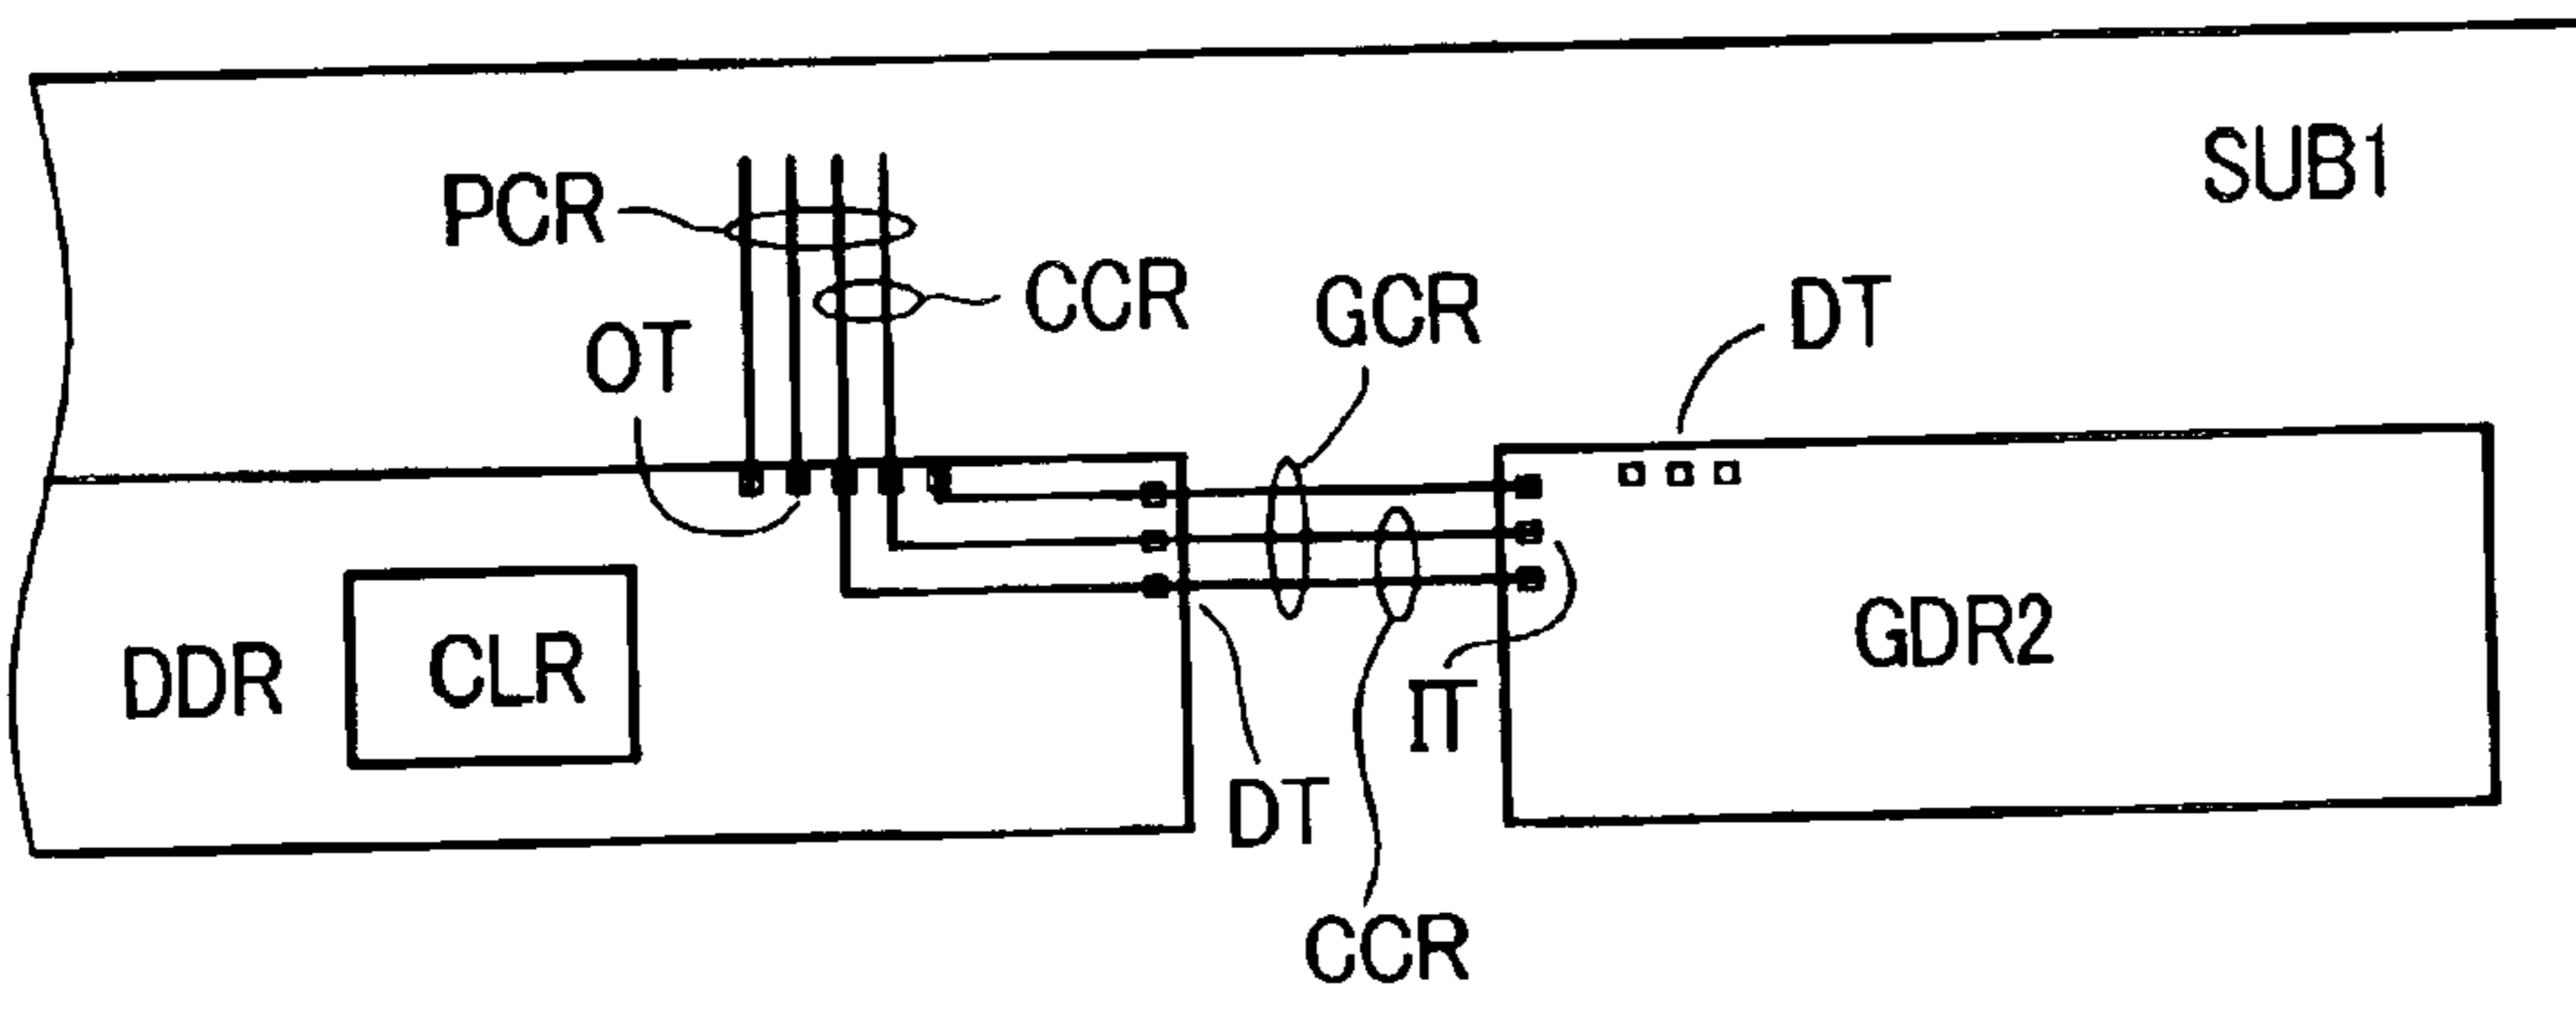 SUB1
PCR
CCR
GCR
DT
OT
DDR
CLR
IT
GDR2
DT
CCR